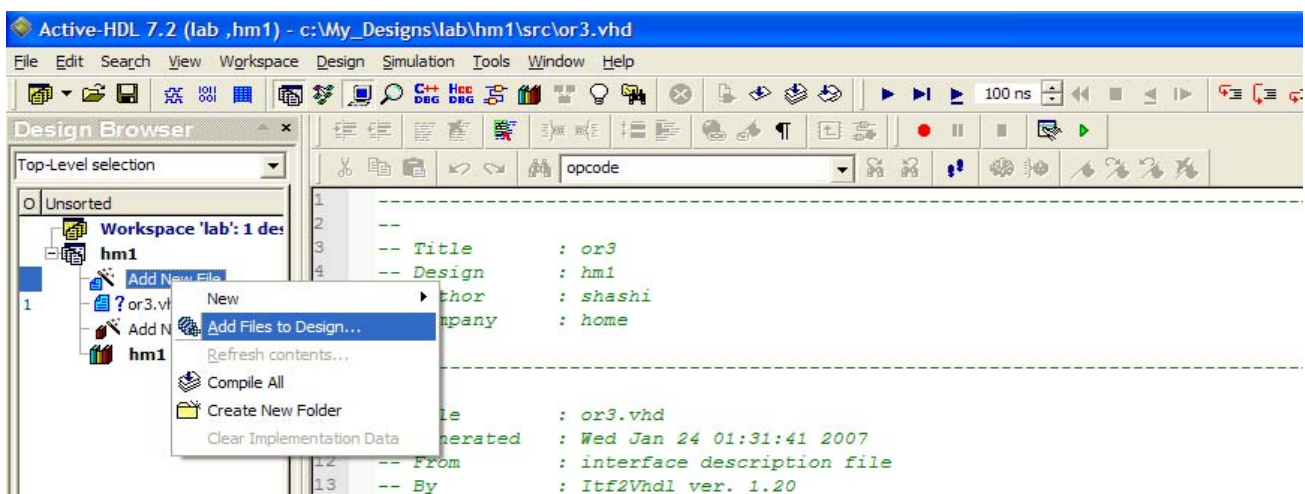 Active-HDL 7.2 (lab ,hm1) - c:\My_Designs\lab\hm1\src\or3.vhd
File Edit Search View Workspace Design Simulation Tools Window Help
C++ DBG HCC DBG 100 ns
Design Browser
Top-Level selection
opcode
O Unsorted
Workspace 'lab': 1 des
hm1
Add New File
1 ? or3.vh
Add N
hm1
New
Add Files to Design...
Refresh contents...
Compile All
Create New Folder
Clear Implementation Data
1 --------------------------------------------------------------------------------
2 --
3 -- Title : or3
4 -- Design : hm1
thor : shashi
mpany : home
--------------------------------------------------------------------------------
le : or3.vhd
nerated : Wed Jan 24 01:31:41 2007
12 -- From : interface description file
13 -- By : Itf2Vhdl ver. 1.20